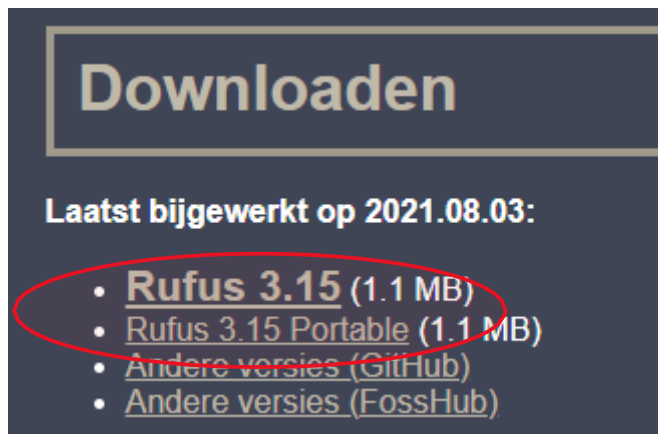 Downloaden
Laatst bijgewerkt op 2021.08.03:
• Rufus 3.15 (1.1 MB)
• Rufus 3.15 Portable (1.1 MB)
• Andere versies (GitHub)
• Andere versies (FossHub)